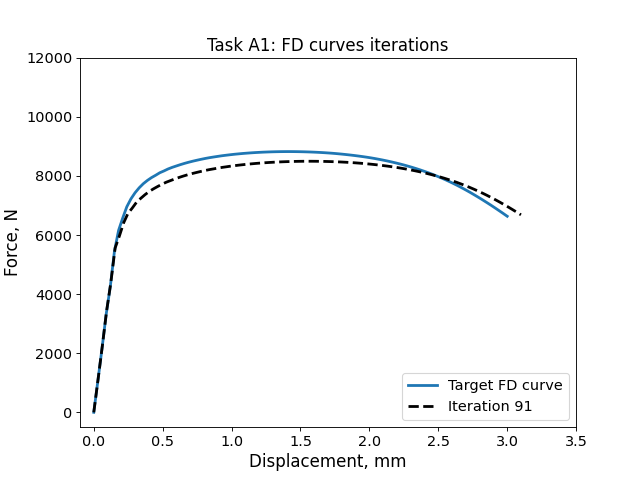 Task A1: FD curves iterations
12000
10000
8000
6000
4000
2000
0
Force, N
0.0 0.5 1.0 1.5 2.0 2.5 3.0 3.5
Displacement, mm
Target FD curve
Iteration 91